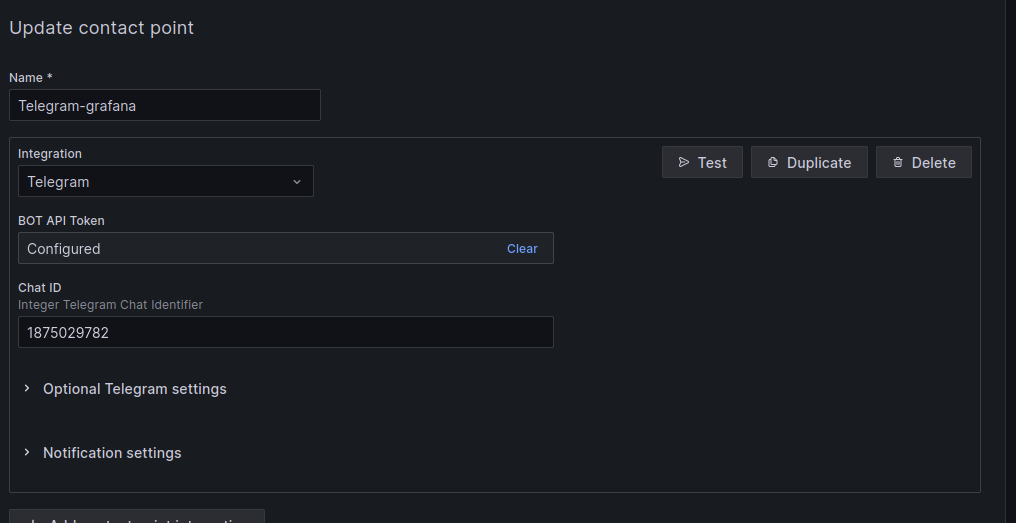 Update contact point
Name *
Telegram-grafana
Integration
Test
Duplicate
Delete
Telegram
BOT API Token
Configured
Clear
Chat ID
Integer Telegram Chat Identifier
1875029782
Optional Telegram settings
Notification settings